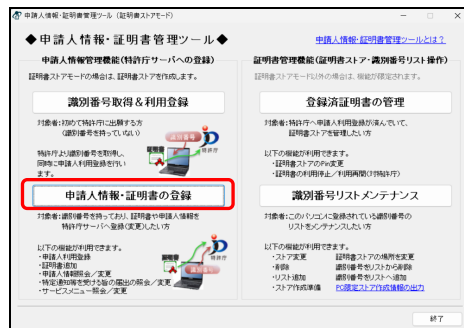 申請人情報・証明書管理ツール (証明書ストアモード)
◆申請人情報・証明書管理ツール◆
申請人情報・証明書管理ツールとは？
申請人情報管理機能(特許庁サーバへの登録)
証明書ストアモードの場合は、証明書ストアを作成します。
識別番号取得&利用登録
対象者:初めて特許庁に出願する方
(識別番号を持っていない)
特許庁より識別番号を取得し、
同時に申請人利用登録を行い
ます。
識別番号
証明書
特許庁
申請人情報・証明書の登録
対象者:識別番号を持っており、証明書や申請人情報を
特許庁サーバへ登録(変更)したい方
以下の機能が利用できます。
・申請人利用登録
・証明書追加
・申請人情報照会／変更
・特定通知等を受ける旨の届出の照会／変更
・サービスメニュー照会／変更
証明書
識別番号
特許庁
証明書管理機能(証明書ストア・識別番号リスト操作)
証明書ストアモード以外の場合は、機能が限定されます。
登録済証明書の管理
対象者:特許庁へ申請人利用登録が済んでいて、
証明書ストアを管理したい方
以下の機能が利用できます。
・証明書ストアのPin変更
・証明書の利用停止／利用再開(対特許庁)
識別番号リストメンテナンス
対象者:このパソコンに登録されている識別番号の
リストをメンテナンスしたい方
以下の機能が利用できます。
・ストア変更 証明書ストアの場所を変更
・削除 識別番号をリストから削除
・リスト追加 識別番号をリストへ追加
・ストア作成準備 PC限定ストア作成情報の出力
終了